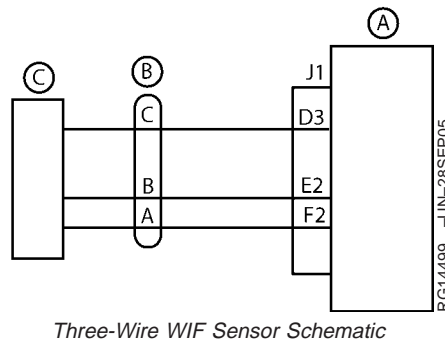 A
C
B
J1
C
D3
B
E2
A
F2
RG14499 –UN–28SEP05
Three-Wire WIF Sensor Schematic